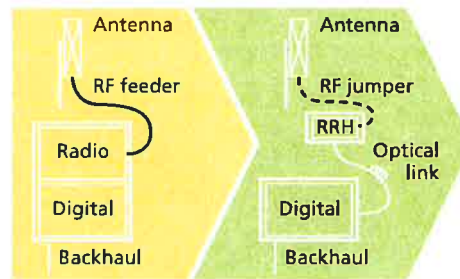 Antenna
RF feeder
Radio
Digital
Backhaul
Antenna
RF jumper
RRH
Optical
link
Digital
Backhaul